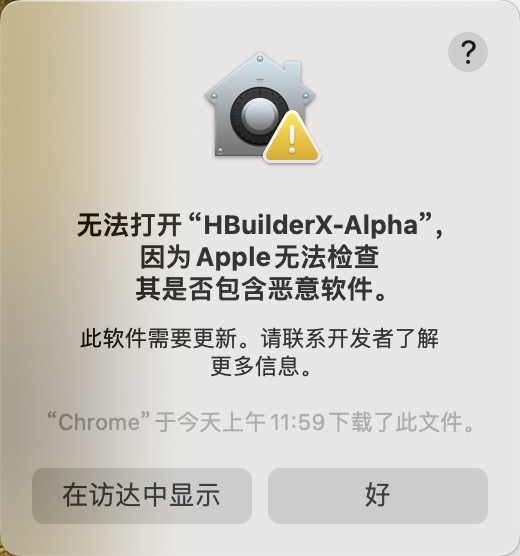 ?
无法打开“HBuilderX-Alpha”,
因为Apple无法检查
其是否包含恶意软件。
此软件需要更新。请联系开发者了解
更多信息。
“Chrome”于今天上午11:59下载了此文件。
在访达中显示
好